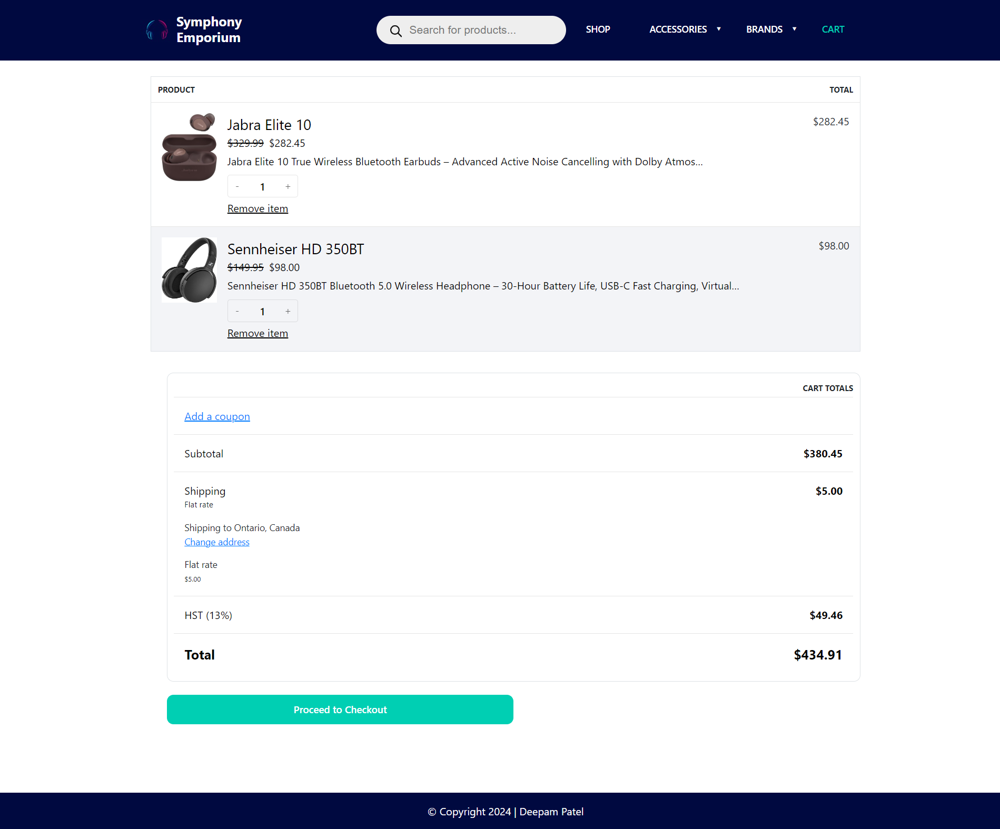 Symphony
Emporium
Search for products...
SHOP
ACCESSORIES ▼
BRANDS ▼
CART
PRODUCT
TOTAL
Jabra Elite 10
$282.45
$329.99 $282.45
Jabra Elite 10 True Wireless Bluetooth Earbuds – Advanced Active Noise Cancelling with Dolby Atmos…
- 1 +
Remove item
Sennheiser HD 350BT
$98.00
$149.95 $98.00
Sennheiser HD 350BT Bluetooth 5.0 Wireless Headphone – 30-Hour Battery Life, USB-C Fast Charging, Virtual…
- 1 +
Remove item
CART TOTALS
Add a coupon
Subtotal
$380.45
Shipping
$5.00
Flat rate
Shipping to Ontario, Canada
Change address
Flat rate
$5.00
HST (13%)
$49.46
Total
$434.91
Proceed to Checkout
© Copyright 2024 | Deepam Patel